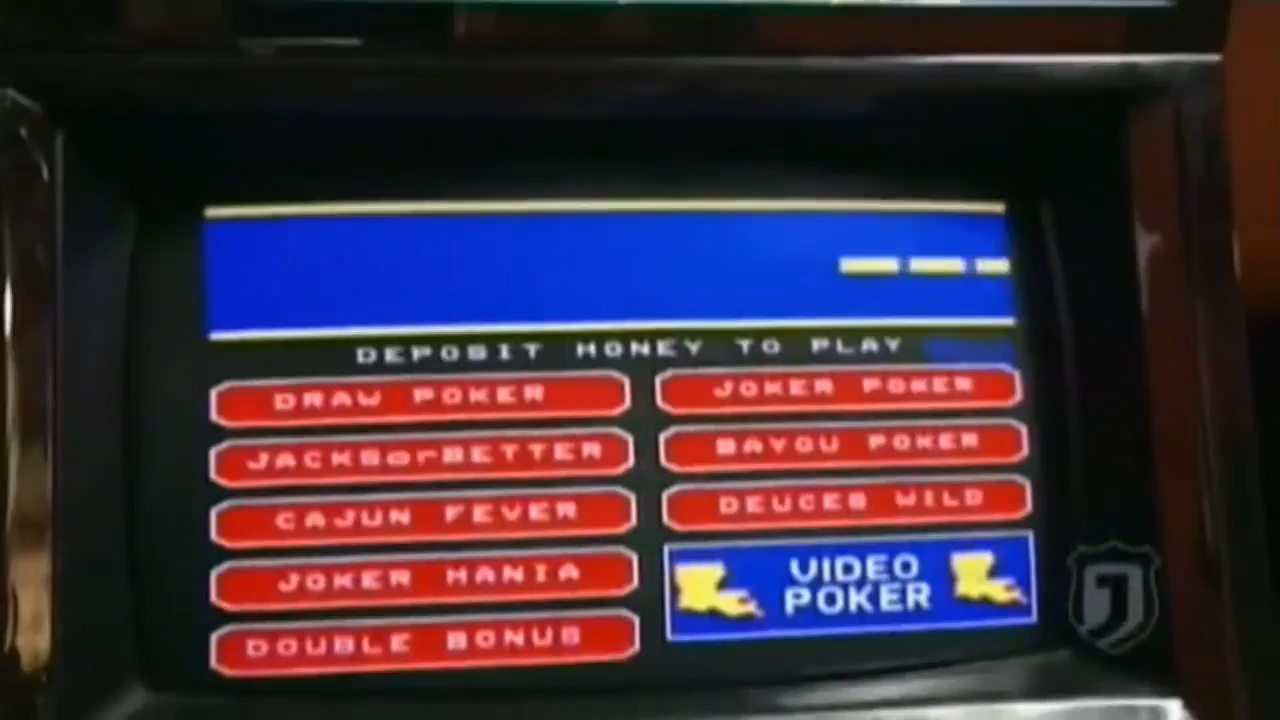 DEPOSIT MONEY TO PLAY
DRAW POKER
JOKER POKER
JACKSorBETTER
BAYOU POKER
CAJUN FEVER
DEUCES WILD
JOKER MANIA
VIDEO
POKER
DOUBLE BONUS
J